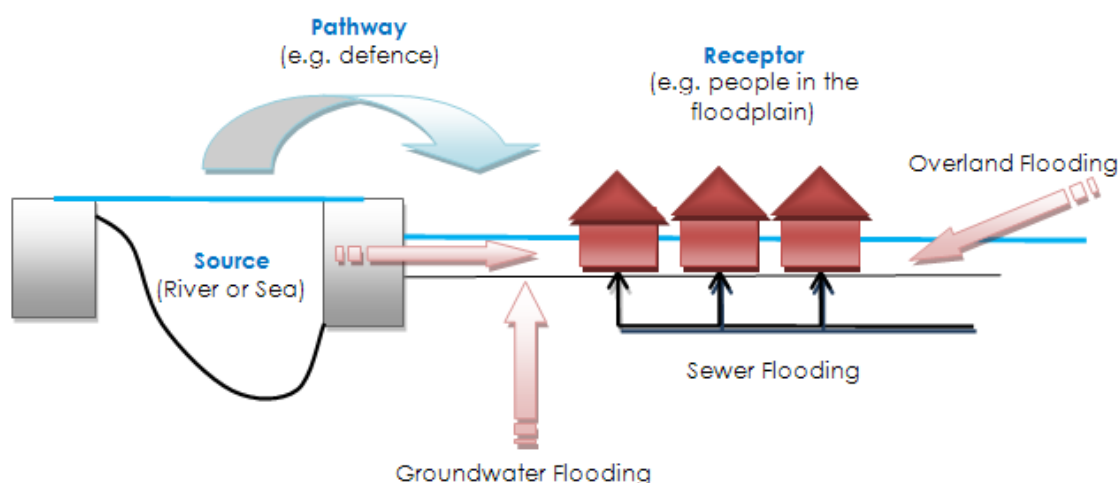 Pathway
(e.g. defence)
Receptor
(e.g. people in the
floodplain)
Overland Flooding
Source
(River or Sea)
Sewer Flooding
Groundwater Flooding